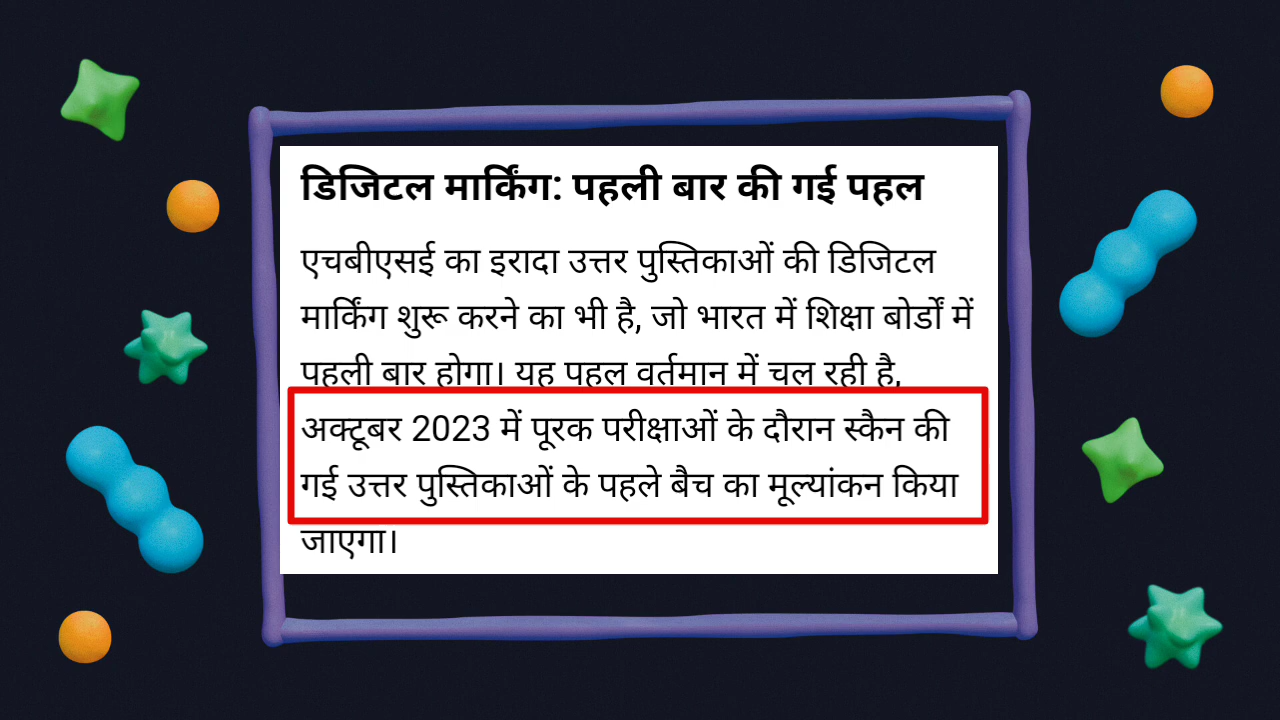 डिजिटल मार्किंग: पहली बार की गई पहल
एचबीएसई का इरादा उत्तर पुस्तिकाओं की डिजिटल
मार्किंग शुरू करने का भी है, जो भारत में शिक्षा बोर्डों में
पहली बार होगा। यह पहल वर्तमान में चल रही है,
अक्टूबर 2023 में पूरक परीक्षाओं के दौरान स्कैन की
गई उत्तर पुस्तिकाओं के पहले बैच का मूल्यांकन किया
जाएगा।